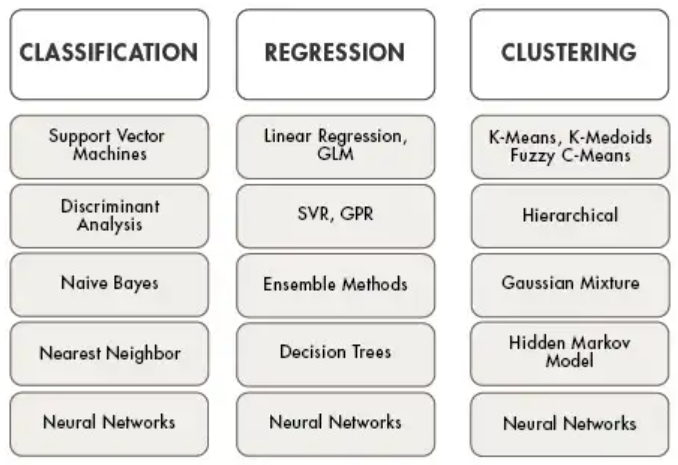 CLASSIFICATION
REGRESSION
CLUSTERING
Support Vector
Machines
Linear Regression,
GLM
K-Means, K-Medoids
Fuzzy C-Means
Discriminant
Analysis
SVR, GPR
Hierarchical
Naive Bayes
Ensemble Methods
Gaussian Mixture
Nearest Neighbor
Decision Trees
Hidden Markov
Model
Neural Networks
Neural Networks
Neural Networks